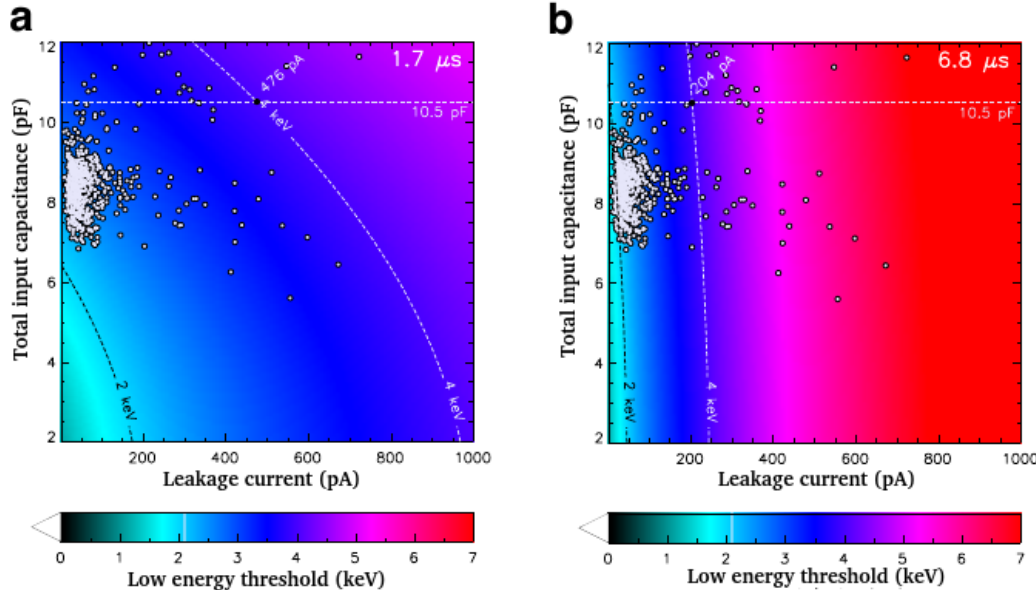 a
b
12
10
8
6
4
2
Total input capacitance (pF)
1.7 μs
476 pA
10.5 pF
4 keV
2 keV
200
400
600
800
1000
Leakage current (pA)
0
1
2
3
4
5
6
7
Low energy threshold (keV)
12
10
8
6
4
2
Total input capacitance (pF)
6.8 μs
204 pA
10.5 pF
2 keV
4 keV
200
400
600
800
1000
Leakage current (pA)
0
1
2
3
4
5
6
7
Low energy threshold (keV)